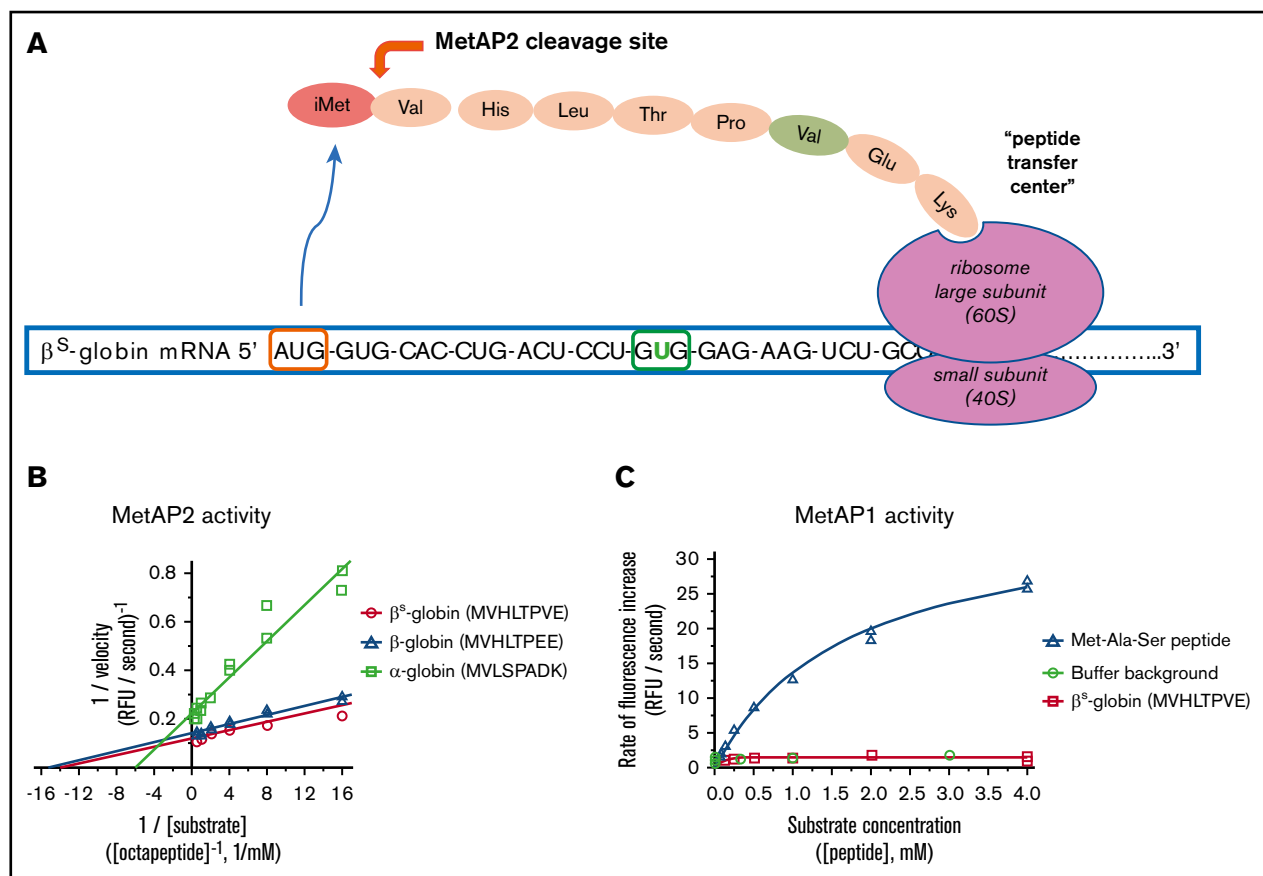 A
MetAP2 cleavage site
iMet
Val
His
Leu
Thr
Pro
Val
Glu
Lys
“peptide
transfer
center”
ribosome
large subunit
(60S)
βS-globin mRNA 5’ AUG-GUG-CAC-CUG-ACU-CCU-GUG-GAG-AAG-UCU-GCC ................3’
small subunit
(40S)
B
MetAP2 activity
1 / velocity
(RFU / second)-1
0.8
0.6
0.4
0.2
-16 -12 -8 -4 0 4 8 12 16
1 / [substrate]
([octapeptide]-1, 1/mM)
βs-globin (MVHLTPVE)
β-globin (MVHLTPEE)
α-globin (MVLSPADK)
C
MetAP1 activity
Rate of fluorescence increase
(RFU / second)
30
25
20
15
10
5
0
0.0 0.5 1.0 1.5 2.0 2.5 3.0 3.5 4.0
Substrate concentration
([peptide], mM)
Met-Ala-Ser peptide
Buffer background
βs-globin (MVHLTPVE)